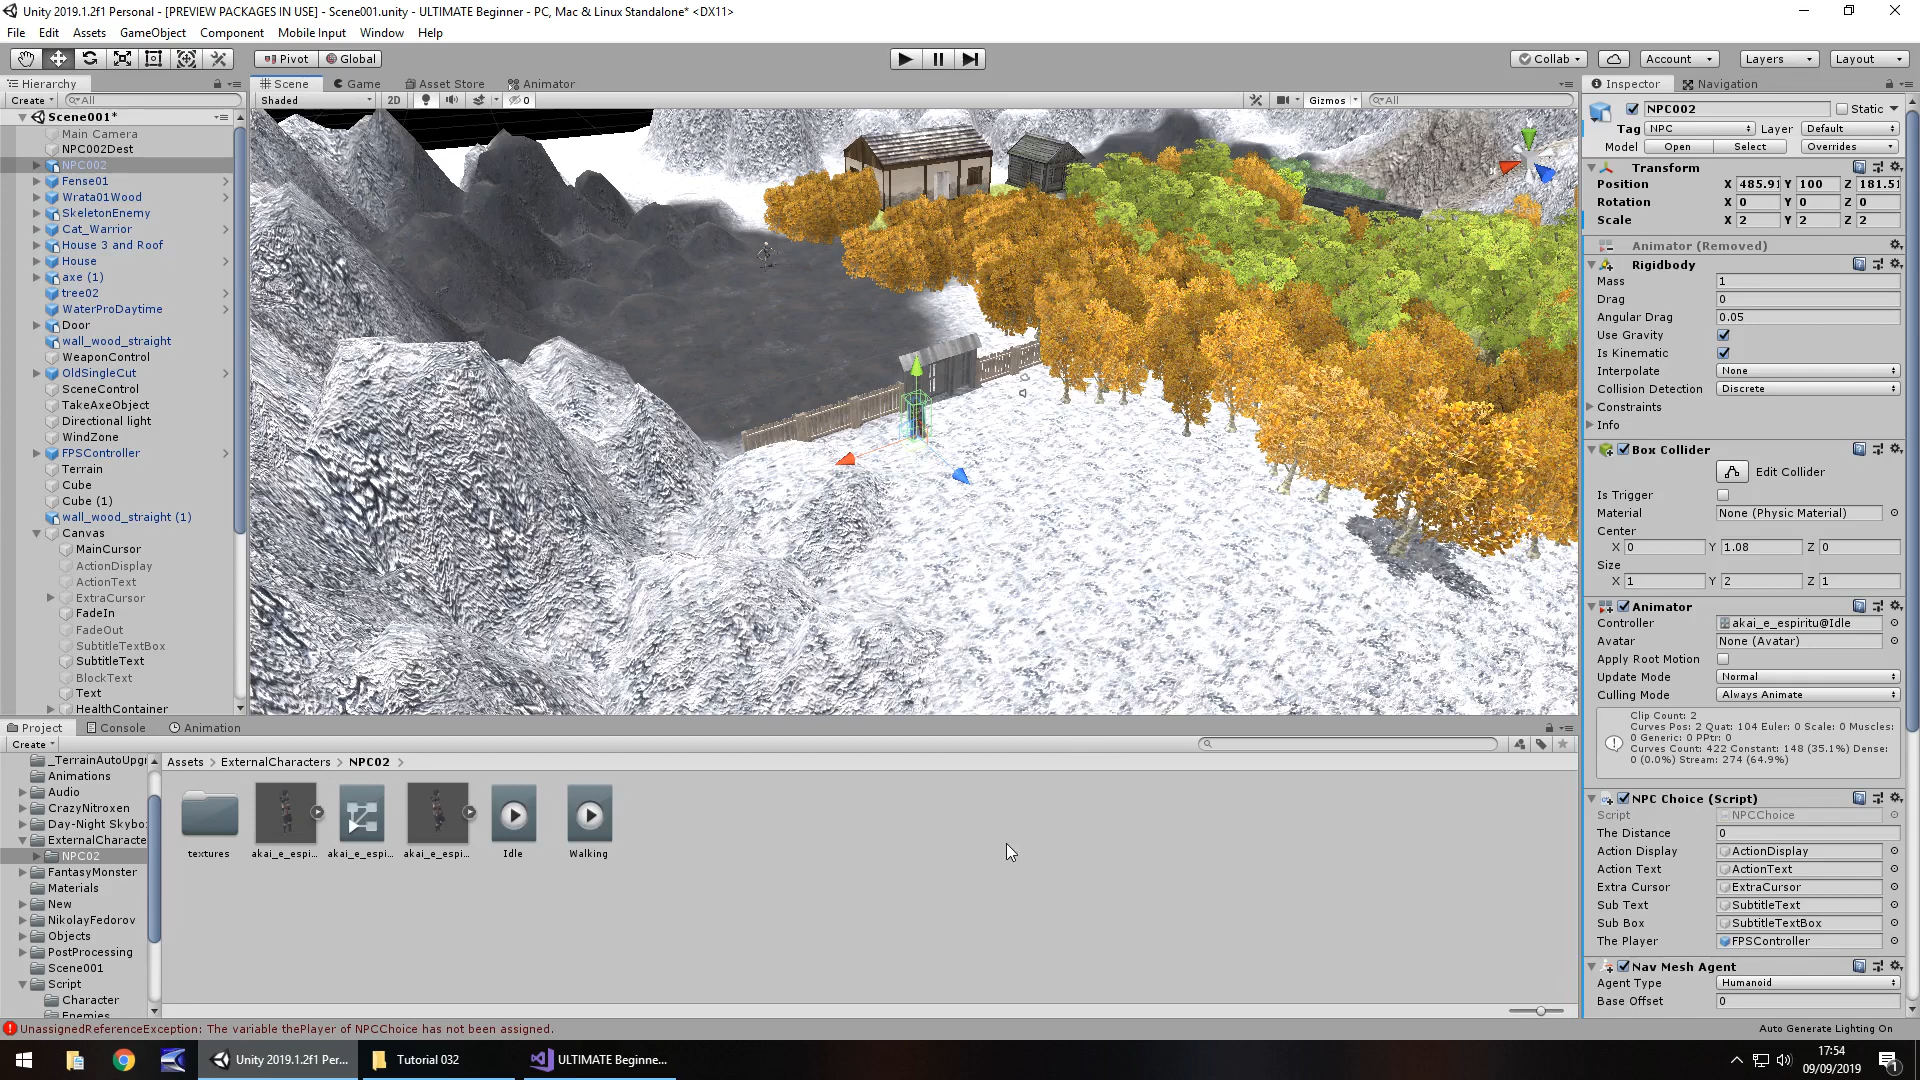 Unity 2019.1.2f1 Personal - [PREVIEW PACKAGES IN USE] - Scene001.unity - ULTIMATE Beginner - PC, Mac & Linux Standalone* <DX11>
File Edit Assets GameObject Component Mobile Input Window Help
Pivot Global Collab Account Layers Layout
Hierarchy
Create All
Scene001*
Main Camera
NPC002Dest
NPC002
Fense01
Wrata01Wood
SkeletonEnemy
Cat_Warrior
House 3 and Roof
House
axe (1)
tree02
WaterProDaytime
Door
wall_wood_straight
WeaponControl
OldSingleCut
SceneControl
TakeAxeObject
Directional light
WindZone
FPSController
Terrain
Cube
Cube (1)
wall_wood_straight (1)
Canvas
MainCursor
ActionDisplay
ActionText
ExtraCursor
FadeIn
FadeOut
SubtitleTextBox
SubtitleText
BlockText
Text
HealthContainer
Scene Game Asset Store Animator
Shaded 2D 0 Gizmos All
Inspector Navigation
NPC002 Static
Tag NPC Layer Default
Model Open Select Overrides
Transform
Position X 485.91 Y 100 Z 181.51
Rotation X 0 Y 0 Z 0
Scale X 2 Y 2 Z 2
Animator (Removed)
Rigidbody
Mass 1
Drag 0
Angular Drag 0.05
Use Gravity
Is Kinematic
Interpolate None
Collision Detection Discrete
Constraints
Info
Box Collider
Edit Collider
Is Trigger
Material None (Physic Material)
Center
X 0 Y 1.08 Z 0
Size
X 1 Y 2 Z 1
Animator
Controller akai_e_espiritu@Idle
Avatar None (Avatar)
Apply Root Motion
Update Mode Normal
Culling Mode Always Animate
Clip Count: 2
Curves Pos: 2 Quat: 104 Euler: 0 Scale: 0 Muscles:
0 Generic: 0 PPtr: 0
Curves Count: 422 Constant: 148 (35.1%) Dense:
0 (0.0%) Stream: 274 (64.9%)
NPC Choice (Script)
Script NPCChoice
The Distance 0
Action Display ActionDisplay
Action Text ActionText
Extra Cursor ExtraCursor
Sub Text SubtitleText
Sub Box SubtitleTextBox
The Player FPSController
Nav Mesh Agent
Agent Type Humanoid
Base Offset 0
Project Console Animation
Create
_TerrainAutoUpgr
Animations
Audio
CrazyNitroxen
Day-Night Skybo
ExternalCharacte
NPC02
FantasyMonster
Materials
New
NikolayFedorov
Objects
PostProcessing
Scene001
Script
Character
Enemies
Assets > ExternalCharacters > NPC02 >
textures akai_e_espi... akai_e_espi... akai_e_espi... Idle Walking
UnassignedReferenceException: The variable thePlayer of NPCChoice has not been assigned.
Auto Generate Lighting On
Unity 2019.1.2f1 Per... Tutorial 032 ULTIMATE Beginne...
17:54
09/09/2019
1